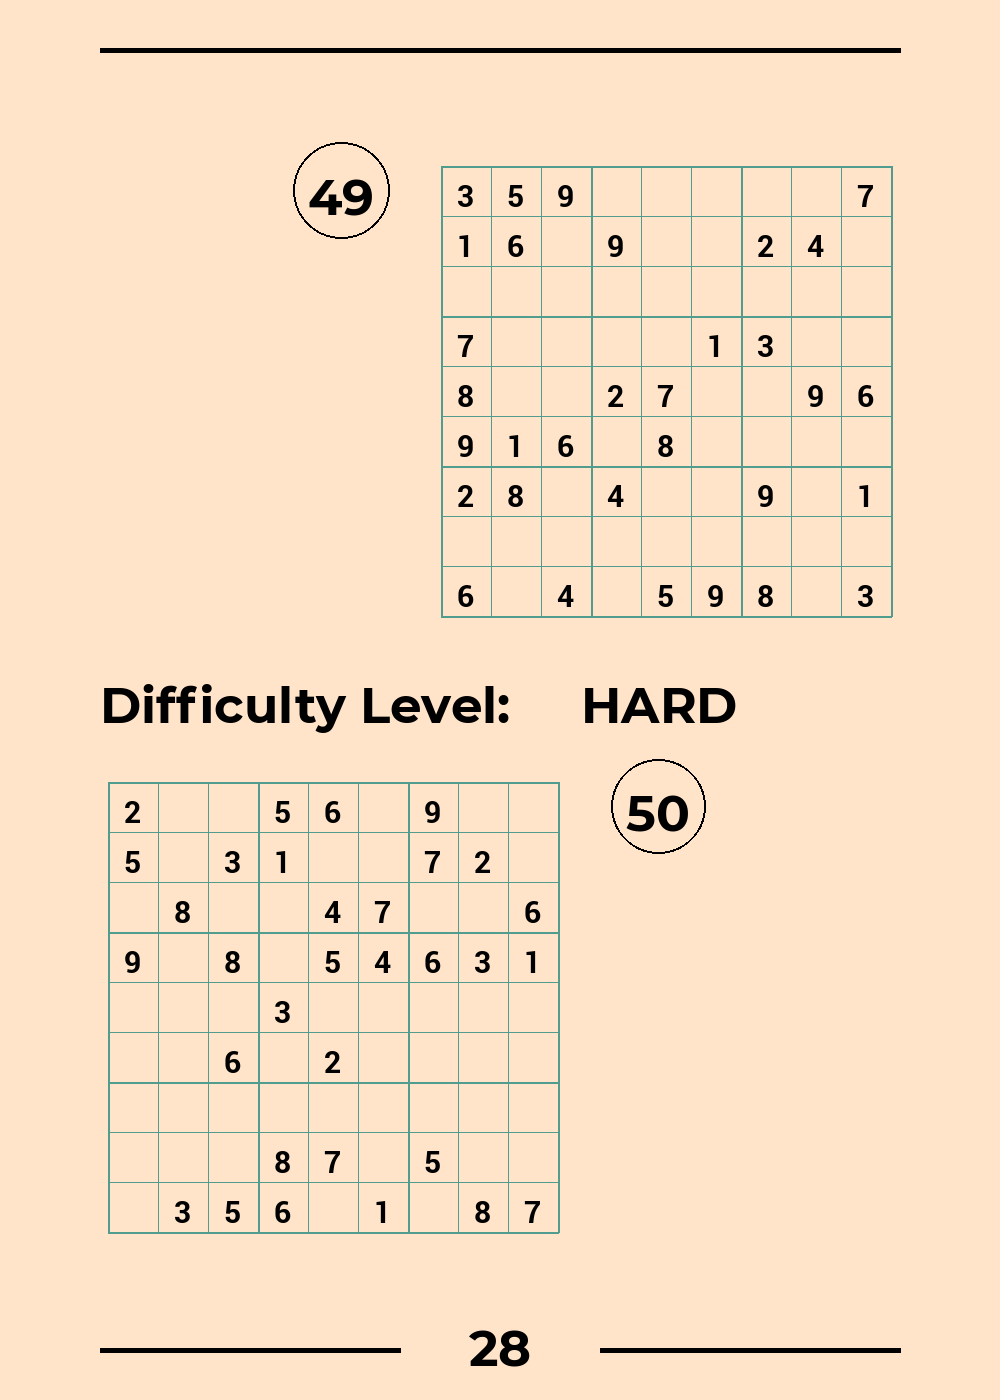 49
3 5 9 7
1 6 9 2 4
7 1 3
8 2 7 9 6
9 1 6 8
2 8 4 9 1
6 4 5 9 8 3
Difficulty Level: HARD
50
2 5 6 9
5 3 1 7 2
8 4 7 6
9 8 5 4 6 3 1
3
6 2
8 7 5
3 5 6 1 8 7
28